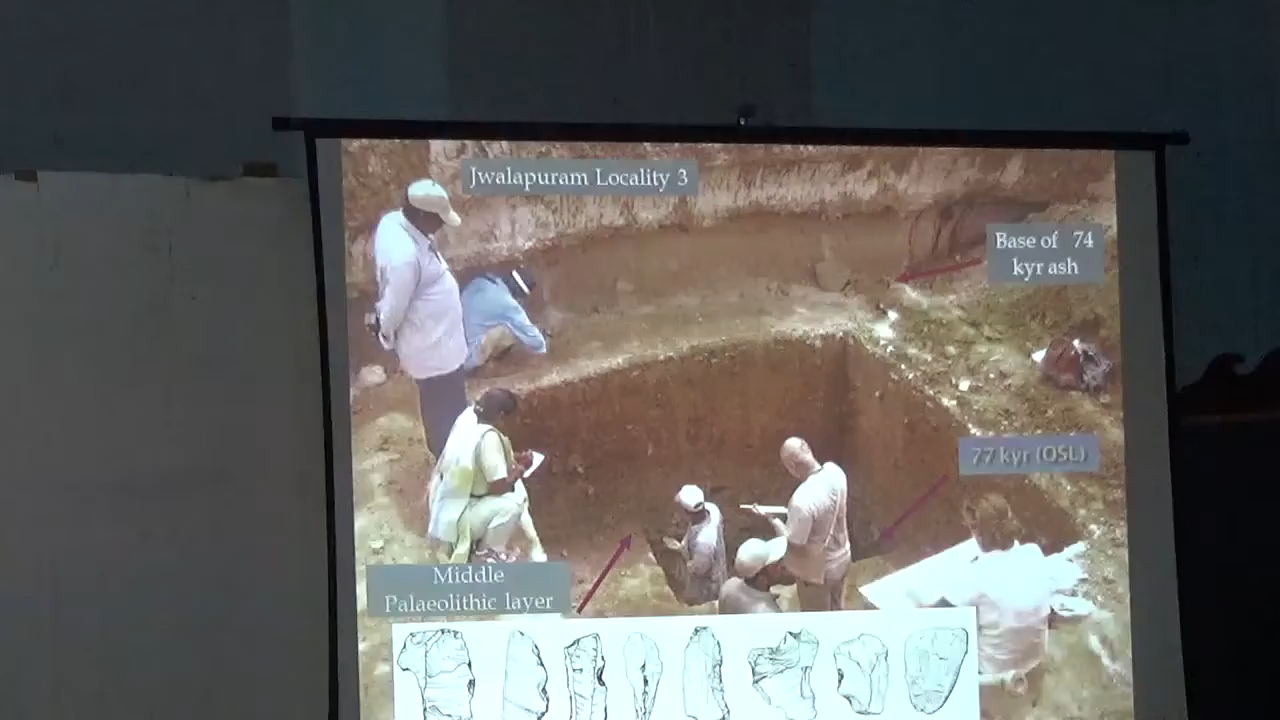 Jwalapuram Locality 3
Base of 74
kyr ash
77 kyr (OSL)
Middle
Palaeolithic layer